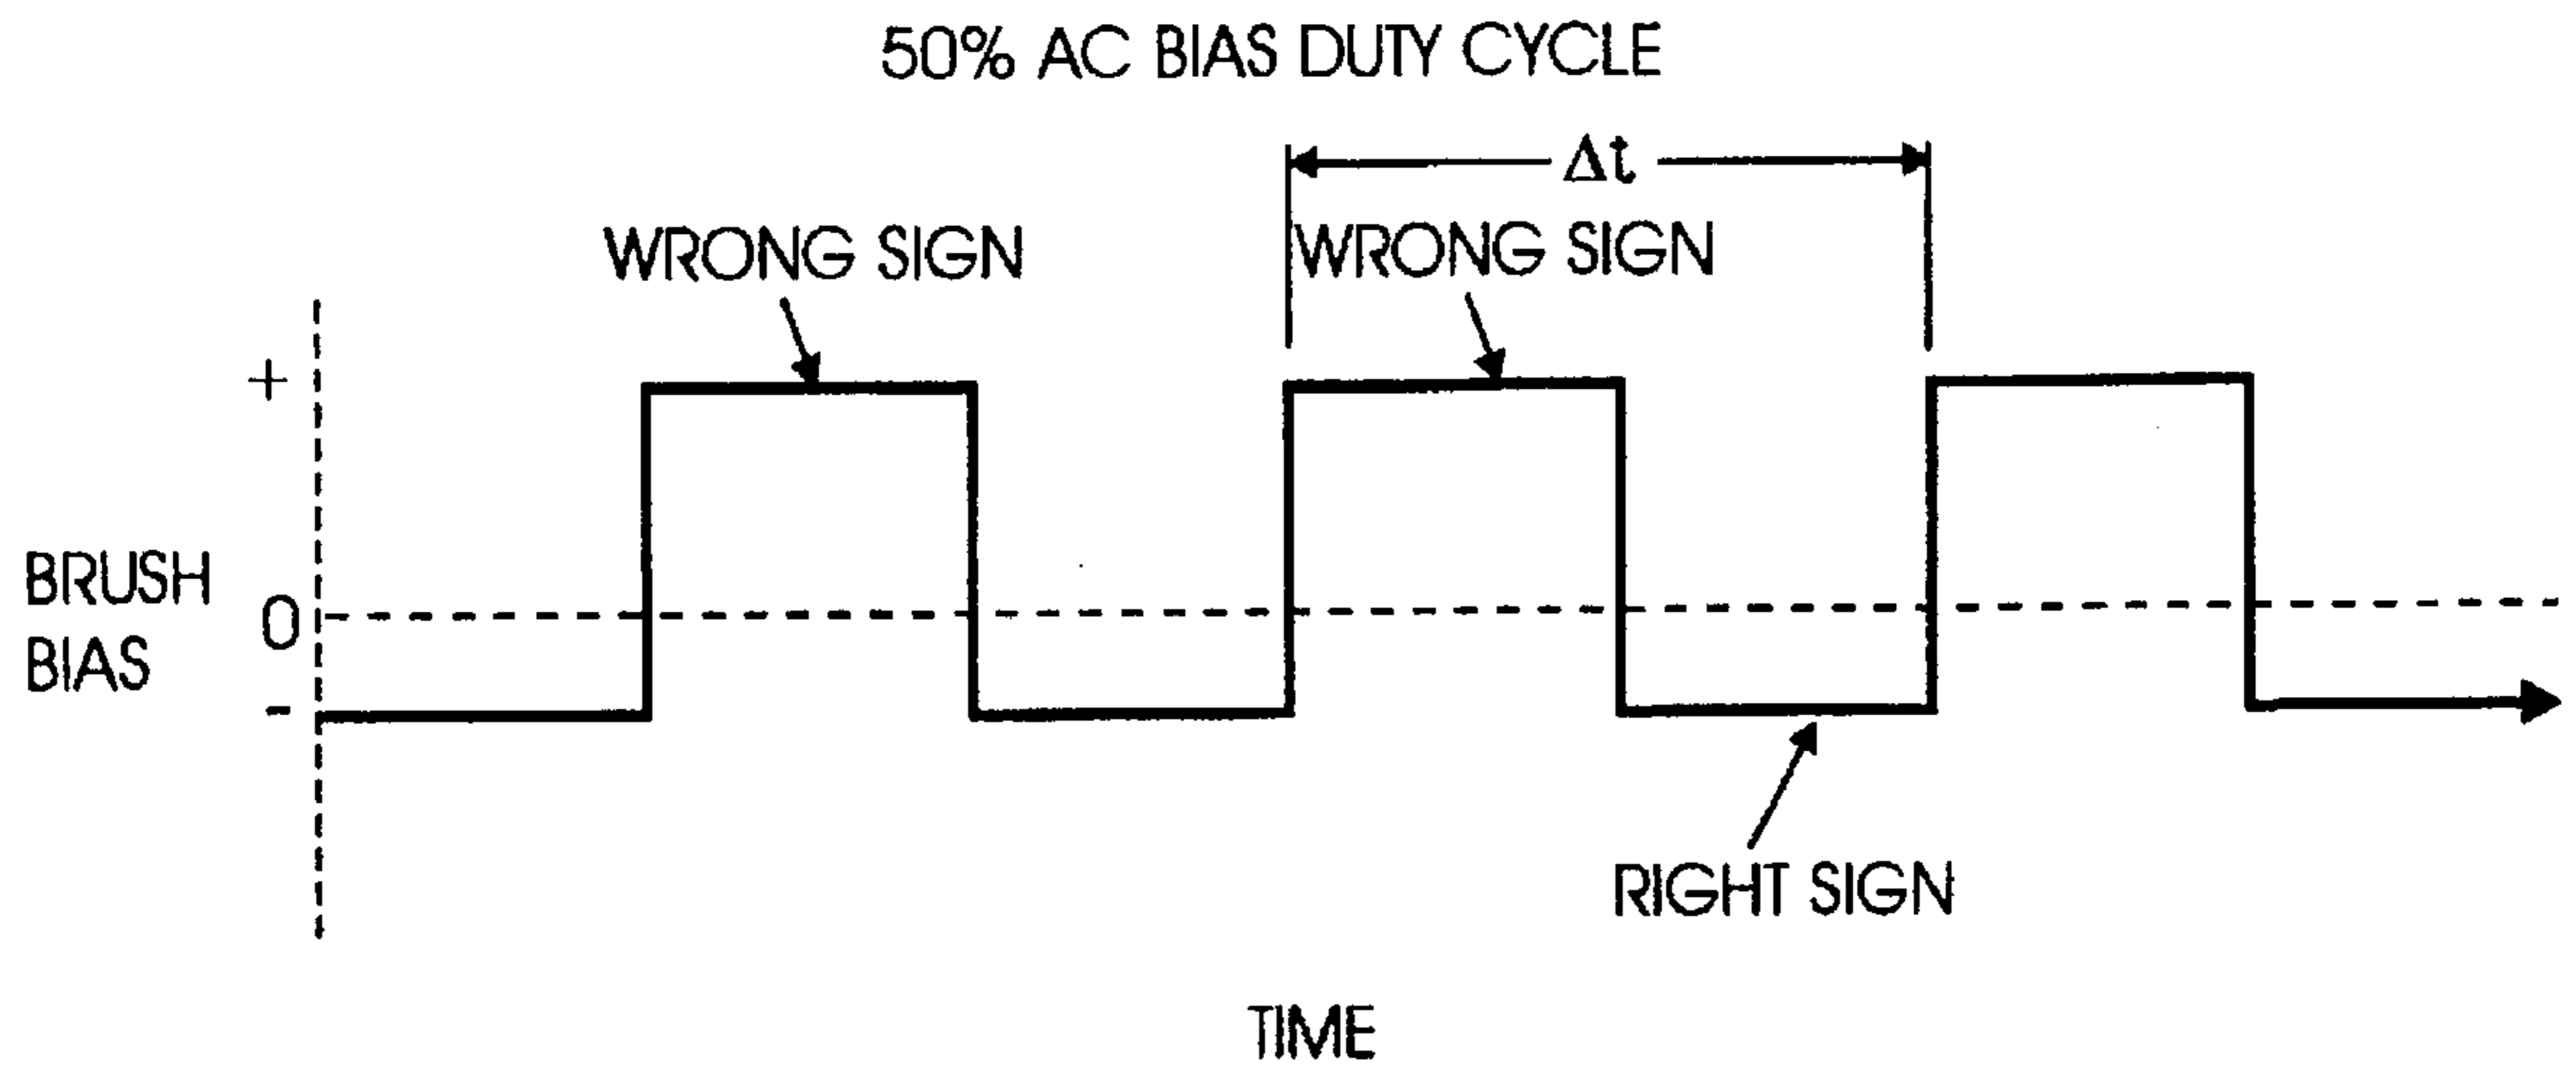 50% AC BIAS DUTY CYCLE
Δt
WRONG SIGN
WRONG SIGN
+
BRUSH
0
BIAS
-
RIGHT SIGN
TIME